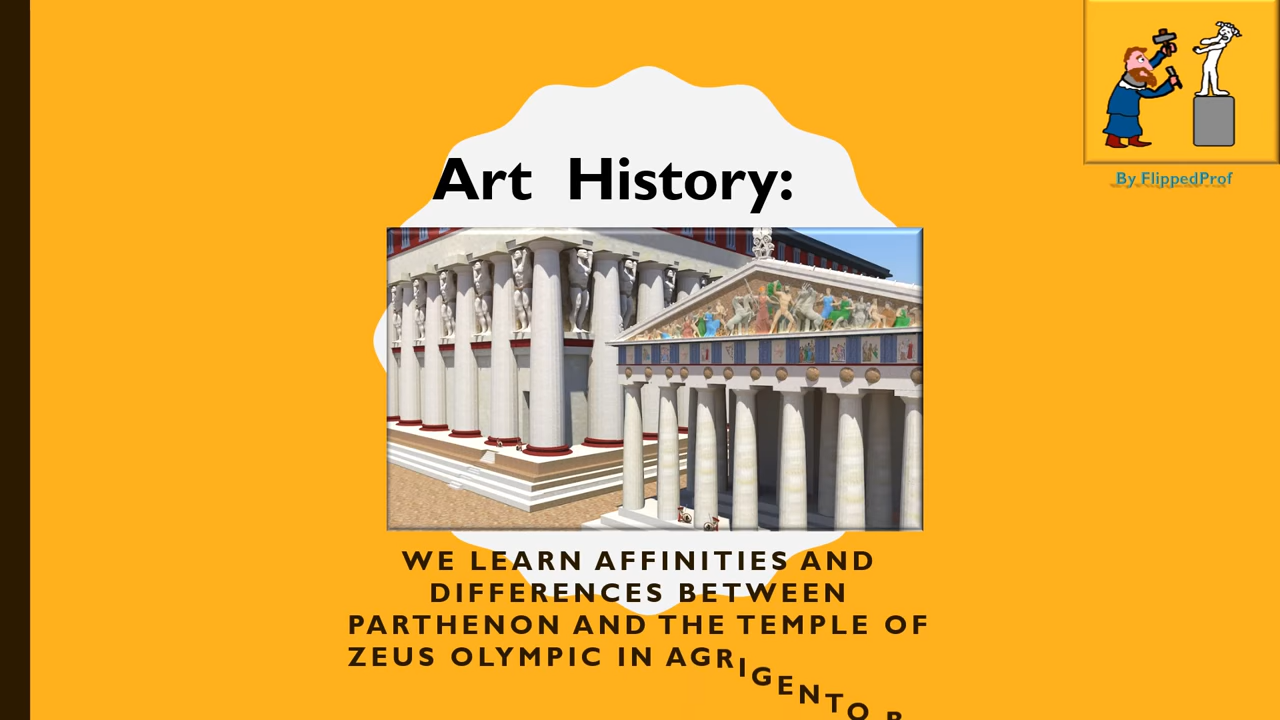 Art History:
By FlippedProf
WE LEARN AFFINITIES AND
DIFFERENCES BETWEEN
PARTHENON AND THE TEMPLE OF
ZEUS OLYMPIC IN AGRIGENTO